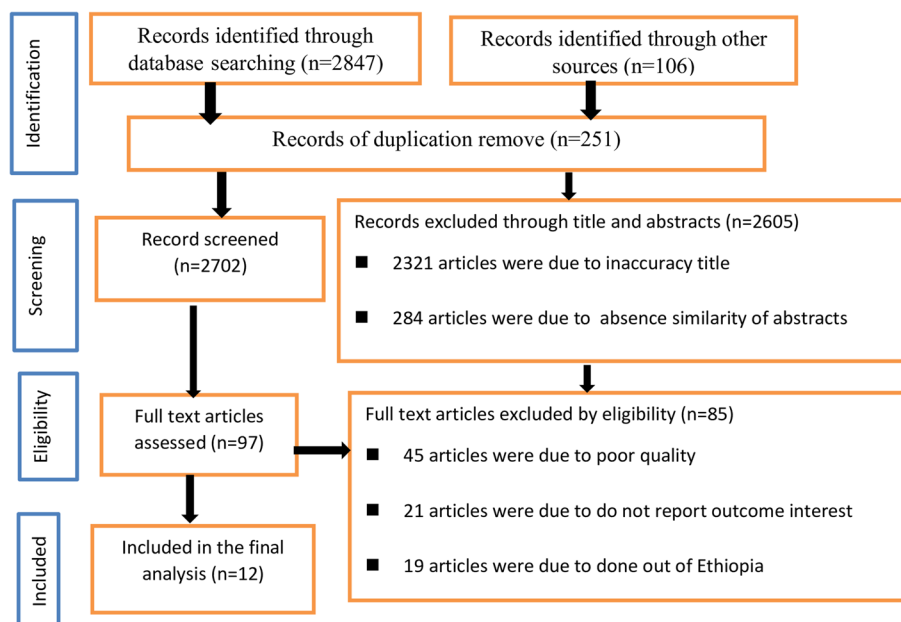 Identification
Records identified through
database searching (n=2847)
Records identified through other
sources (n=106)
Records of duplication remove (n=251)
Screening
Record screened
(n=2702)
Records excluded through title and abstracts (n=2605)
■ 2321 articles were due to inaccuracy title
■ 284 articles were due to absence similarity of abstracts
Eligibility
Full text articles
assessed (n=97)
Full text articles excluded by eligibility (n=85)
■ 45 articles were due to poor quality
■ 21 articles were due to do not report outcome interest
■ 19 articles were due to done out of Ethiopia
Included
Included in the final
analysis (n=12)